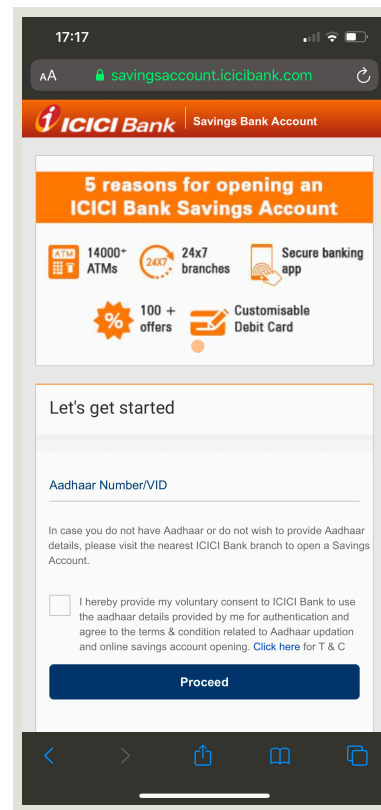 17:17
AA savingsaccount.icicibank.com
i ICICI Bank Savings Bank Account
5 reasons for opening an
ICICI Bank Savings Account
ATM
14000+
ATMs
24X7
24x7
branches
Secure banking
app
%
100 +
offers
Customisable
Debit Card
Let's get started
Aadhaar Number/VID
In case you do not have Aadhaar or do not wish to provide Aadhaar
details, please visit the nearest ICICI Bank branch to open a Savings
Account.
I hereby provide my voluntary consent to ICICI Bank to use
the aadhaar details provided by me for authentication and
agree to the terms & condition related to Aadhaar updation
and online savings account opening. Click here for T & C
Proceed